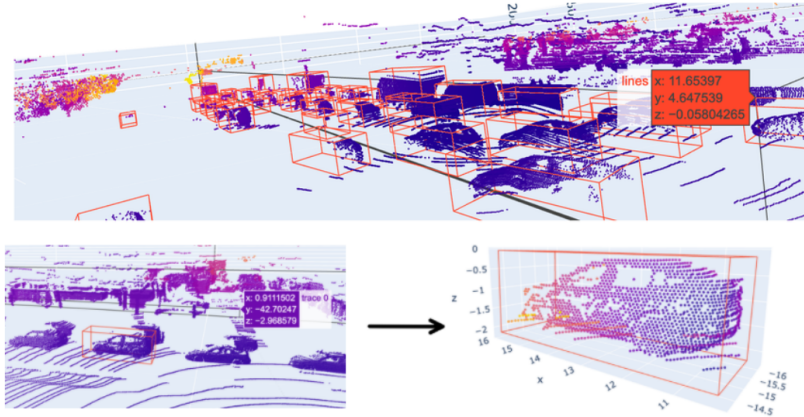 lines
x: 11.65397
y: 4.647539
z: −0.05804265
x: 0.9111502 trace 0
y: −42.70247
z: −2.968579
0
−0.5
−1
−1.5
−2
z
16
15
14
13
12
11
x
−16
−15.5
−15
−14.5